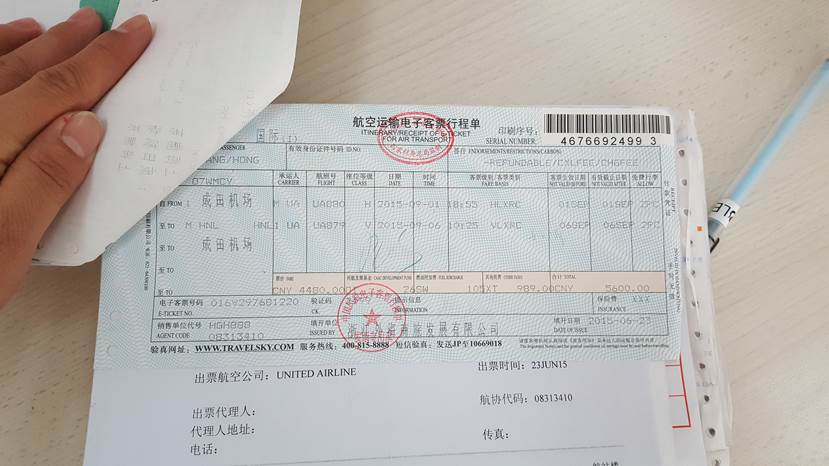 航空运输电子客票行程单
ITINERARY/RECEIPT OF E-TICKET
FOR AIR TRANSPORT
印刷序号:
SERIAL NUMBER: 4676692499 3
国际(I)
PASSENGER 有效身份证件号码 ID.NO. 签注 ENDORSEMENTS/RESTRICTIONS(CARBON)
ANG/HONG -REFUNDABLE/CXLFEE/CHGFEE
07WMCV 承运人 航班号 座位等级 日期 时间 客票级别/客票类别 客票生效日期 有效截止日期 免费行李
CARRIER FLIGHT CLASS DATE TIME FARE BASIS NOT VALID BEFORE NOT VALID AFTER ALLOW
自 FROM 成田机场 M UA UA880 H 2015-09-01 18:55 HLXRC 01SEP 01SEP 2PC
至 TO M HNL HNL1 UA UA879 V 2015-09-06 10:25 VLXRC 06SEP 06SEP 2PC
至 TO 成田机场
至 TO
票价 FARE 民航发展基金 燃油附加费 其他税费 合计 TOTAL
CNY 4480.00 26SW 105XT 989.00CNY 5600.00
电子客票号码 0162297681220 验证码 提示信息 保险费 XXX
E-TICKET NO. CK. INFORMATION INSURANCE
销售单位代号 HGH888 填开单位 填开日期 2015-06-23
AGENT CODE 08313410 ISSUED BY 发展有限公司 DATE OF ISSUE
验真网址: WWW.TRAVELSKY.COM 服务热线: 400-815-8888 短信验真: 发送JP至10669018
出票航空公司: UNITED AIRLINE 出票时间: 23JUN15
航协代码: 08313410
出票代理人:
代理人地址:
电话: 传真: